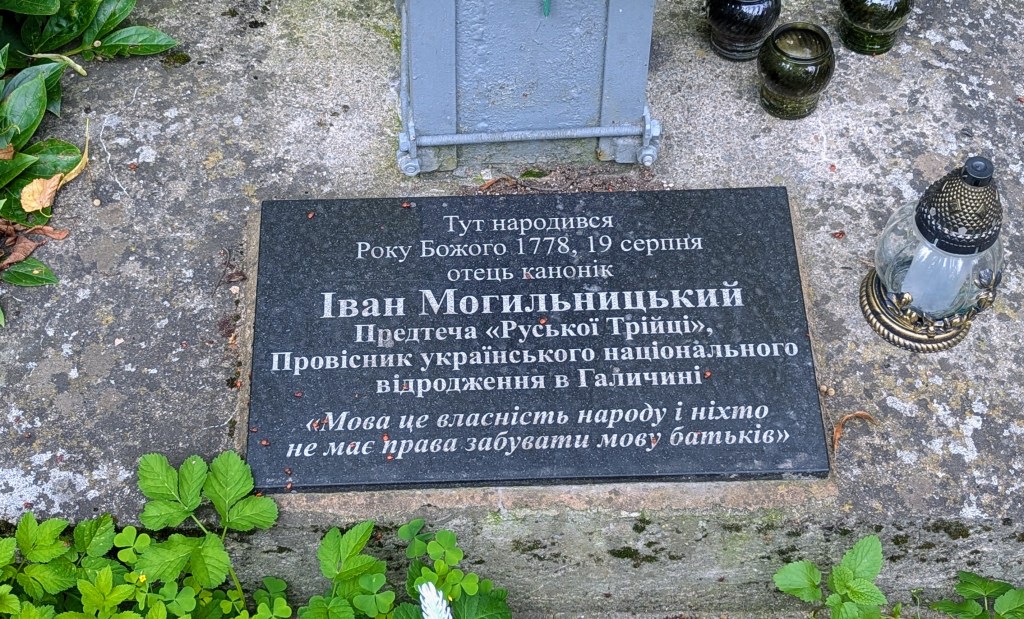 Тут народився
Року Божого 1778, 19 серпня
отець канонік
Іван Могильницький
Предтеча «Руської Трійці»,
Провісник українського національного
відродження в Галичині
«Мова це власність народу і ніхто
не має права забувати мову батьків»